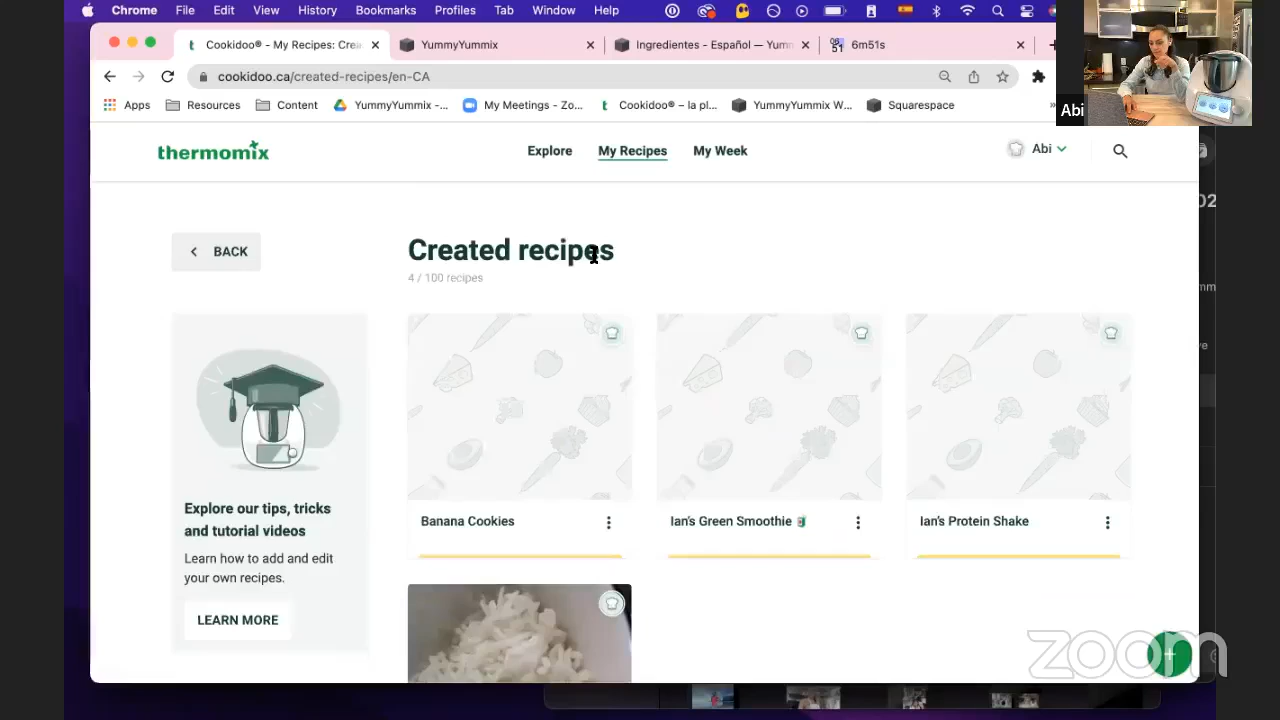 Chrome File Edit View History Bookmarks Profiles Tab Window Help
Cookidoo® - My Recipes: Crea
YummyYummix
Ingredientes - Español — Yumm
6m51s
cookidoo.ca/created-recipes/en-CA
Apps Resources Content YummyYummix -... My Meetings - Zo... Cookidoo® – la pl... YummyYummix W... Squarespace
Abi
thermomix
Explore My Recipes My Week
Abi
BACK
Created recipes
4 / 100 recipes
Explore our tips, tricks
and tutorial videos
Learn how to add and edit
your own recipes.
LEARN MORE
Banana Cookies
Ian's Green Smoothie
Ian's Protein Shake
zoom